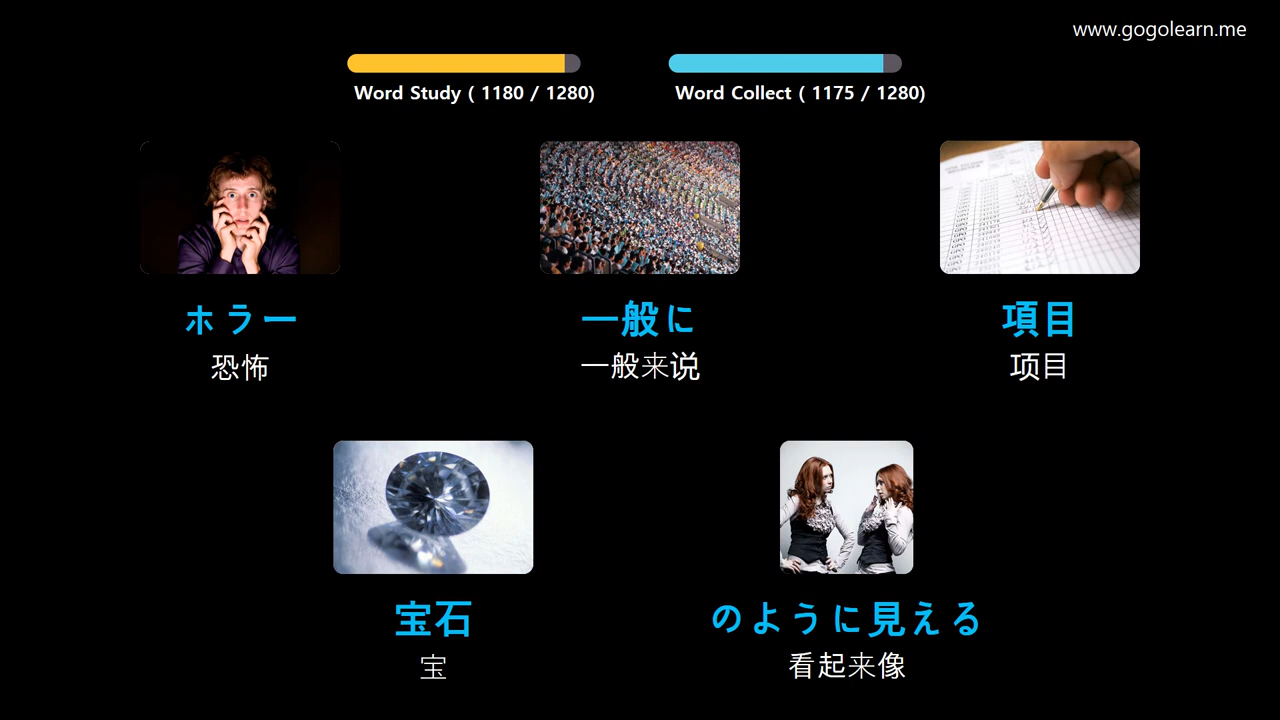 www.gogolearn.me
Word Study ( 1180 / 1280)
Word Collect ( 1175 / 1280)
ホラー
恐怖
一般に
一般来说
項目
项目
宝石
宝
のように見える
看起来像